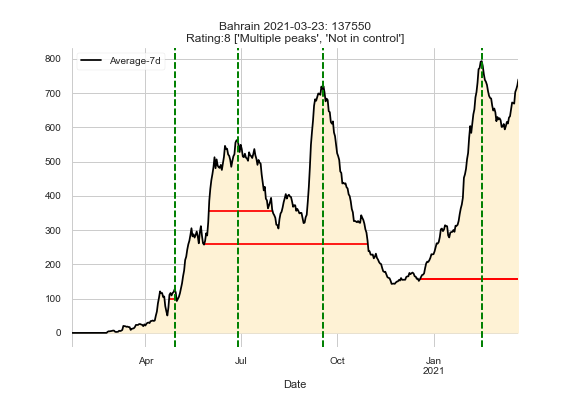 Bahrain 2021-03-23: 137550
Rating:8 ['Multiple peaks', 'Not in control']
Average-7d
800
700
600
500
400
300
200
100
0
Apr
Jul
Oct
Jan
2021
Date